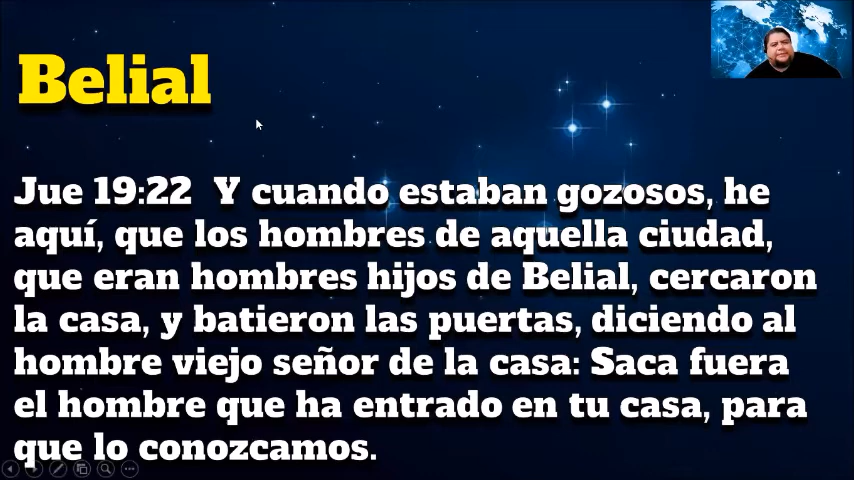 Belial
Jue 19:22  Y cuando estaban gozosos, he
aquí, que los hombres de aquella ciudad,
que eran hombres hijos de Belial, cercaron
la casa, y batieron las puertas, diciendo al
hombre viejo señor de la casa: Saca fuera
el hombre que ha entrado en tu casa, para
que lo conozcamos.